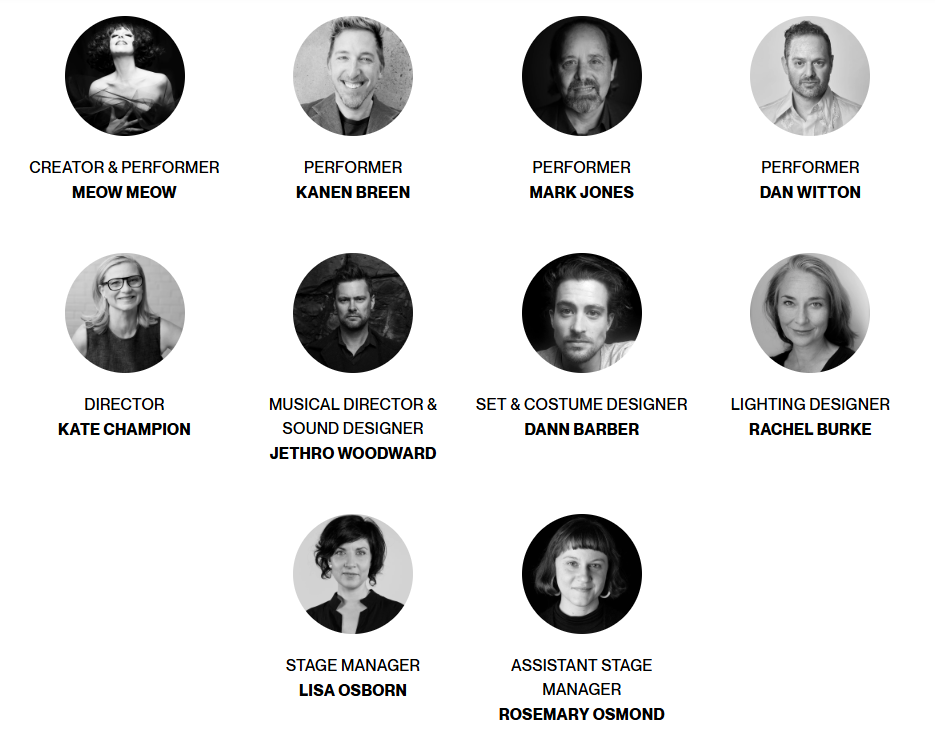 CREATOR & PERFORMER
MEOW MEOW
PERFORMER
KANEN BREEN
PERFORMER
MARK JONES
PERFORMER
DAN WITTON
DIRECTOR
KATE CHAMPION
MUSICAL DIRECTOR &
SOUND DESIGNER
JETHRO WOODWARD
SET & COSTUME DESIGNER
DANN BARBER
LIGHTING DESIGNER
RACHEL BURKE
STAGE MANAGER
LISA OSBORN
ASSISTANT STAGE
MANAGER
ROSEMARY OSMOND